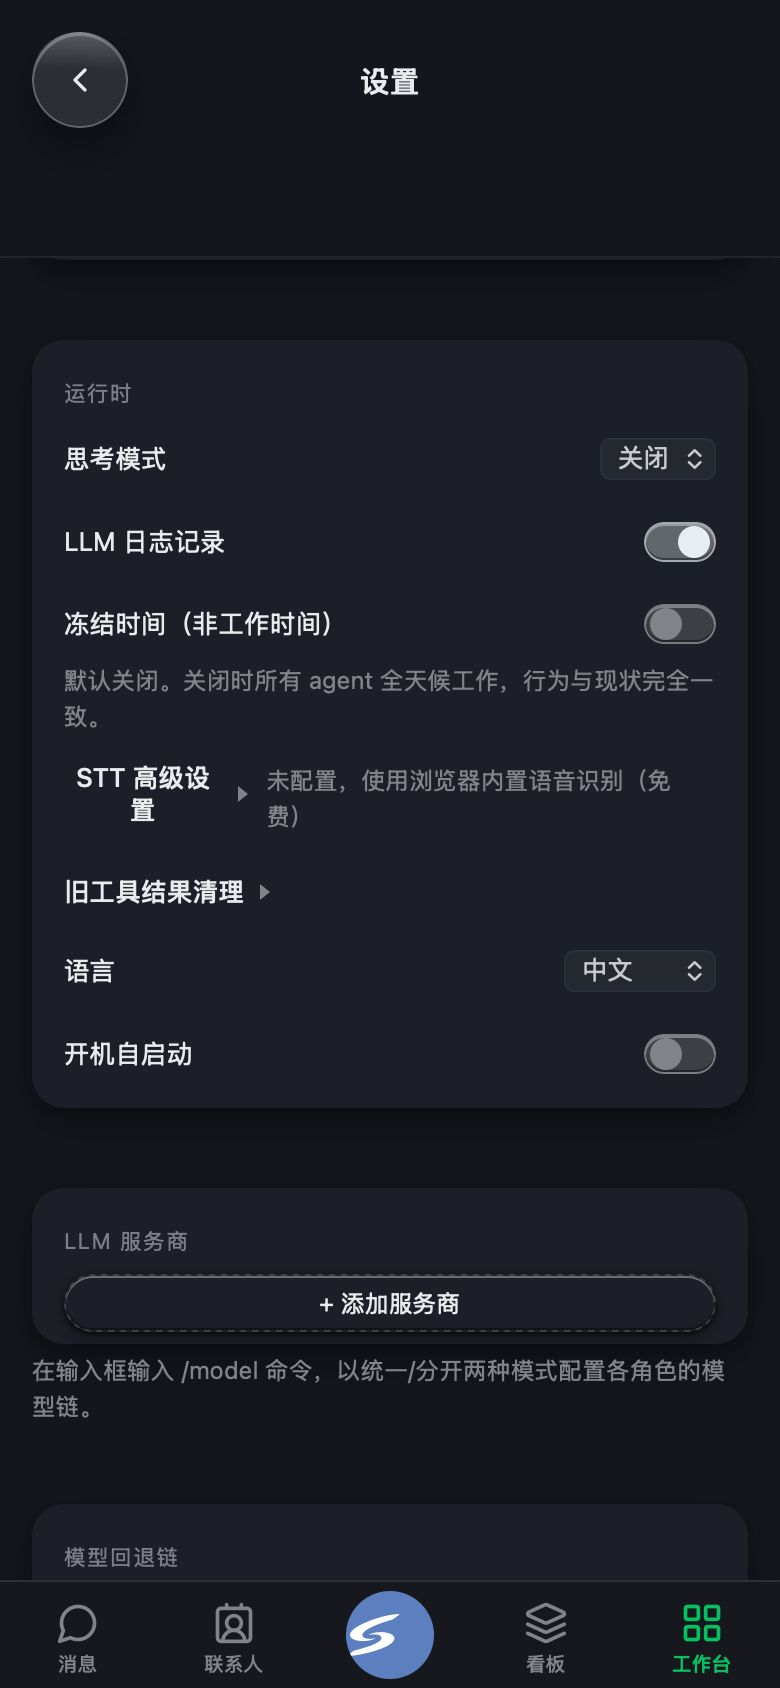 设置
运行时
思考模式
关闭
LLM 日志记录
冻结时间（非工作时间）
默认关闭。关闭时所有 agent 全天候工作，行为与现状完全一
致。
STT 高级设
置
未配置，使用浏览器内置语音识别（免
费）
旧工具结果清理
语言
中文
开机自启动
LLM 服务商
+ 添加服务商
在输入框输入 /model 命令，以统一/分开两种模式配置各角色的模
型链。
模型回退链
消息
联系人
看板
工作台